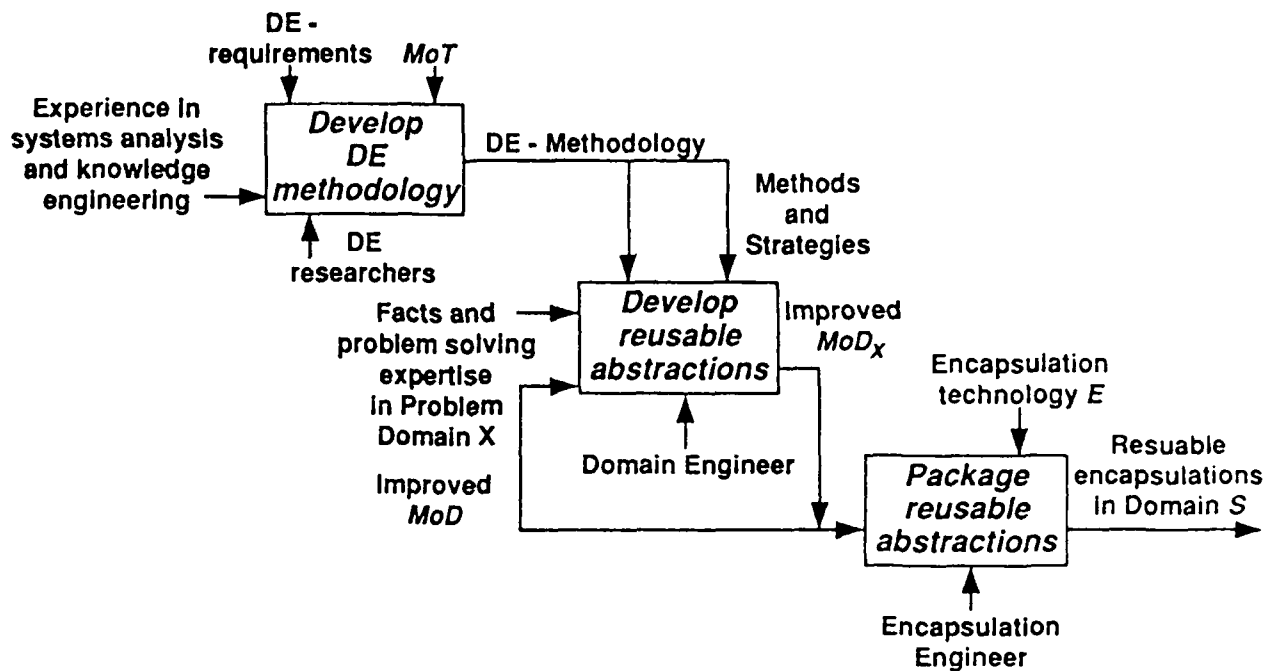 DE -
requirements
MoT
Experience in
systems analysis
and knowledge
engineering
Develop
DE
methodology
DE - Methodology
DE
researchers
Methods
and
Strategies
Facts and
problem solving
expertise
in Problem
Domain X
Develop
reusable
abstractions
Improved
MoDX
Domain Engineer
Improved
MoD
Encapsulation
technology E
Package
reusable
abstractions
Resuable
encapsulations
in Domain S
Encapsulation
Engineer